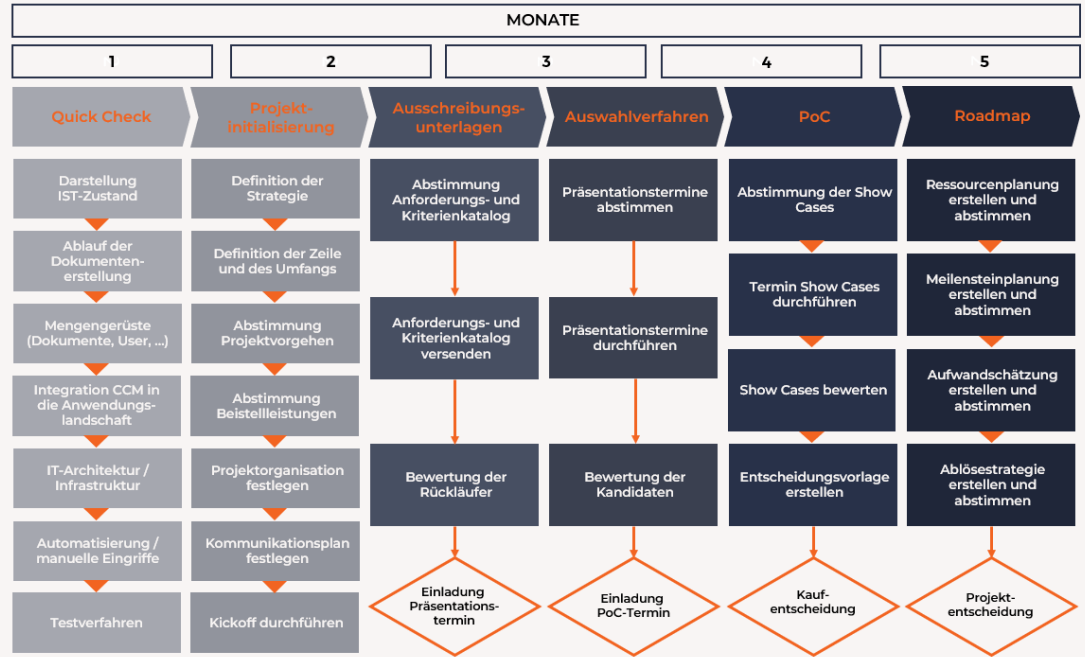 MONATE
1
2
3
4
5
Quick Check
Projekt-
initialisierung
Ausschreibungs-
unterlagen
Auswahlverfahren
PoC
Roadmap
Darstellung
IST-Zustand
Ablauf der
Dokumenten-
erstellung
Mengengerüste
(Dokumente, User, ...)
Integration CCM in
die Anwendungs-
landschaft
IT-Architektur /
Infrastruktur
Automatisierung /
manuelle Eingriffe
Testverfahren
Definition der
Strategie
Definition der Zeile
und des Umfangs
Abstimmung
Projektvorgehen
Abstimmung
Beistellleistungen
Projektorganisation
festlegen
Kommunikationsplan
festlegen
Kickoff durchführen
Abstimmung
Anforderungs- und
Kriterienkatalog
Anforderungs- und
Kriterienkatalog
versenden
Bewertung der
Rückläufer
Einladung
Präsentations-
termin
Präsentationstermine
abstimmen
Präsentationstermine
durchführen
Bewertung der
Kandidaten
Einladung
PoC-Termin
Abstimmung der Show
Cases
Termin Show Cases
durchführen
Show Cases bewerten
Entscheidungsvorlage
erstellen
Kauf-
entscheidung
Ressourcenplanung
erstellen und
abstimmen
Meilensteinplanung
erstellen und
abstimmen
Aufwandschätzung
erstellen und
abstimmen
Ablösestrategie
erstellen und
abstimmen
Projekt-
entscheidung